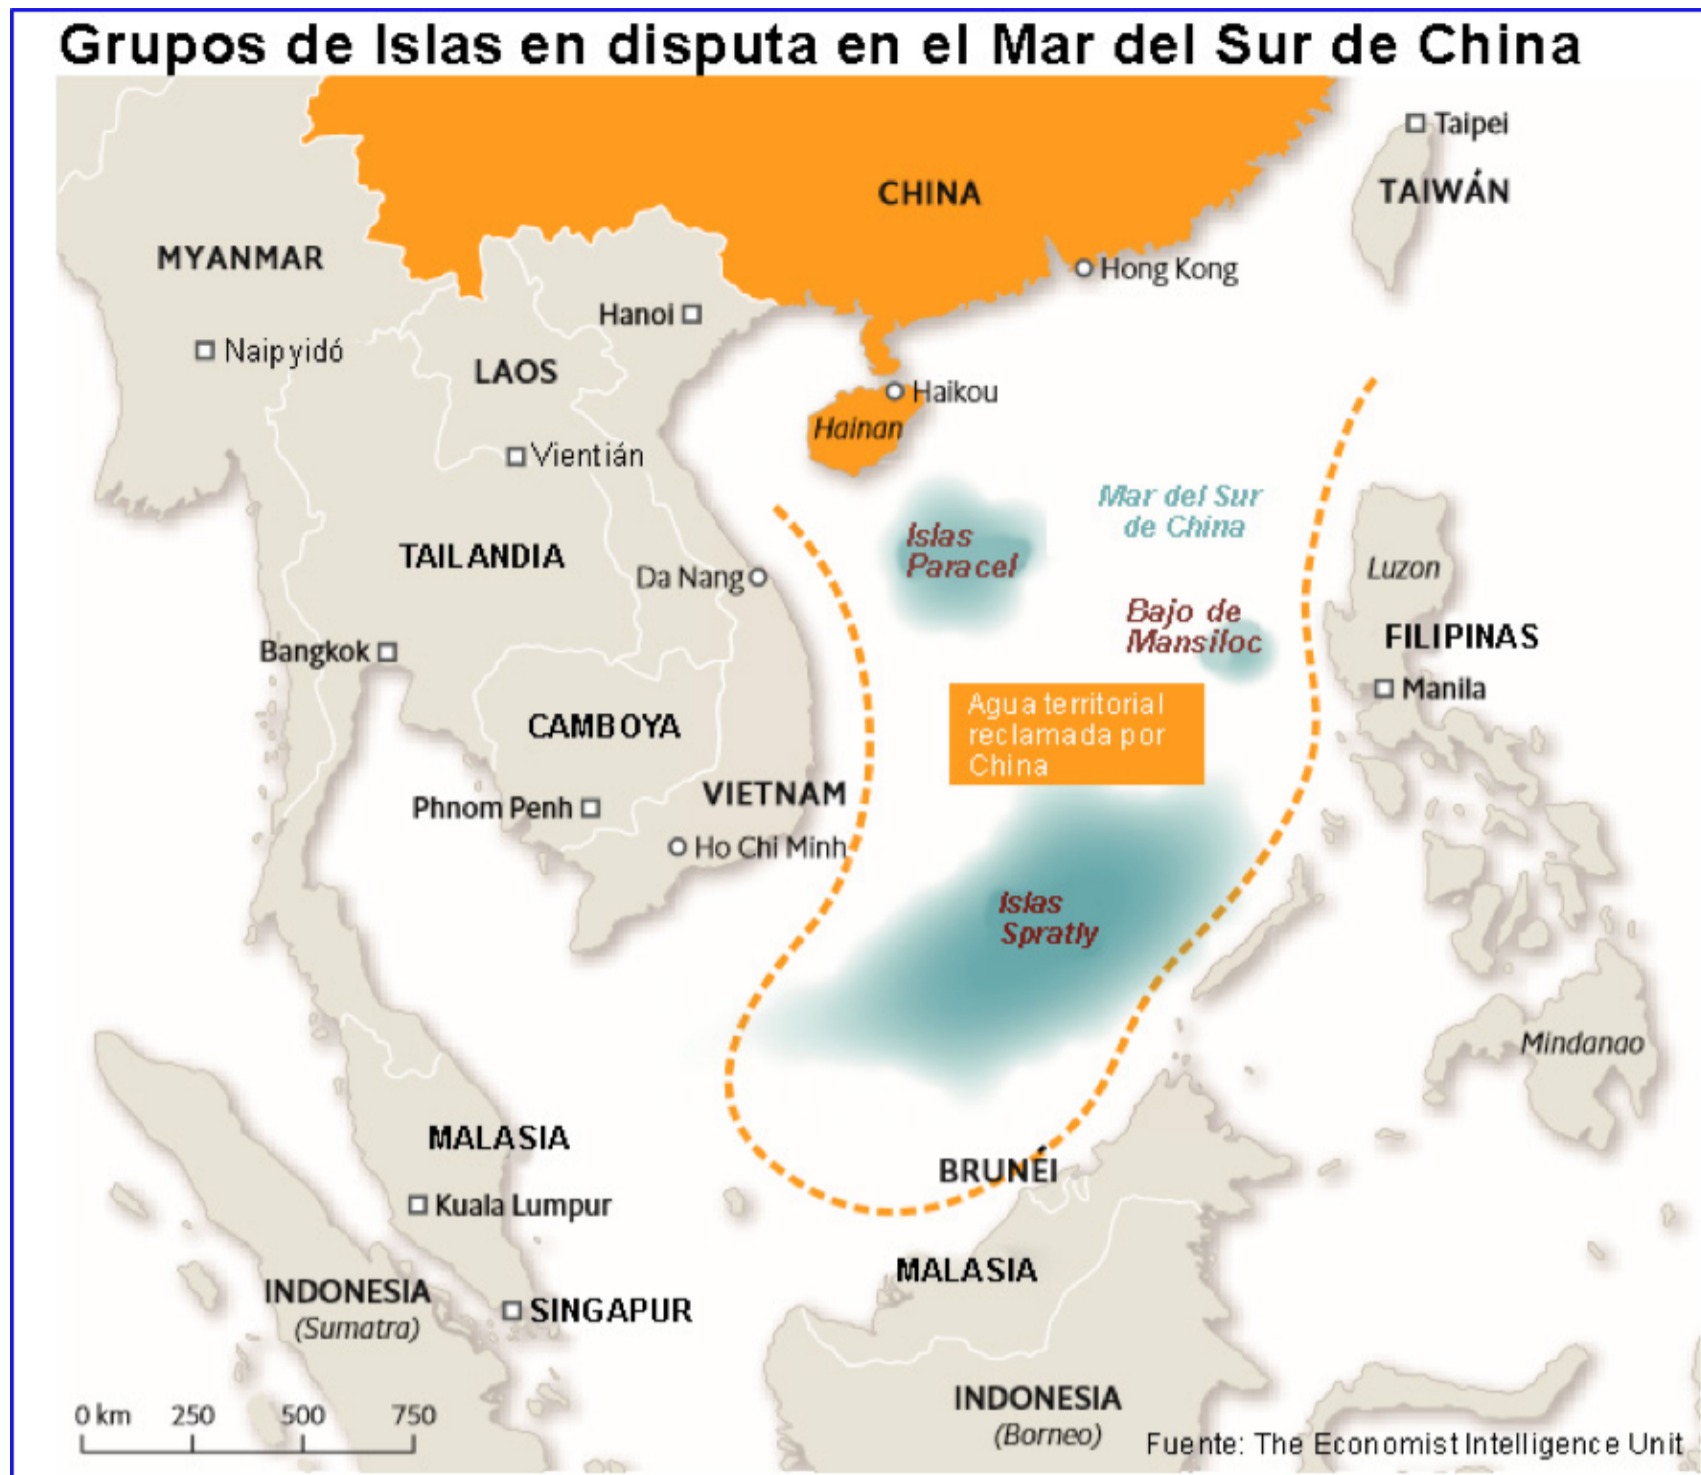 Grupos de Islas en disputa en el Mar del Sur de China
Taipei
TAIWÁN
CHINA
MYANMAR
Hong Kong
Hanoi
Naipyidó
LAOS
Haikou
Hainan
Vientián
Mar del Sur
de China
Islas
Paracel
TAILANDIA
Da Nang
Luzon
Bajo de
Mansiloc
FILIPINAS
Bangkok
Manila
Agua territorial
reclamada por
China
CAMBOYA
VIETNAM
Phnom Penh
Ho Chi Minh
Islas
Spratly
Mindanao
MALASIA
BRUNÉI
Kuala Lumpur
MALASIA
INDONESIA
(Sumatra)
SINGAPUR
INDONESIA
(Borneo)
0 km 250 500 750
Fuente: The Economist Intelligence Unit